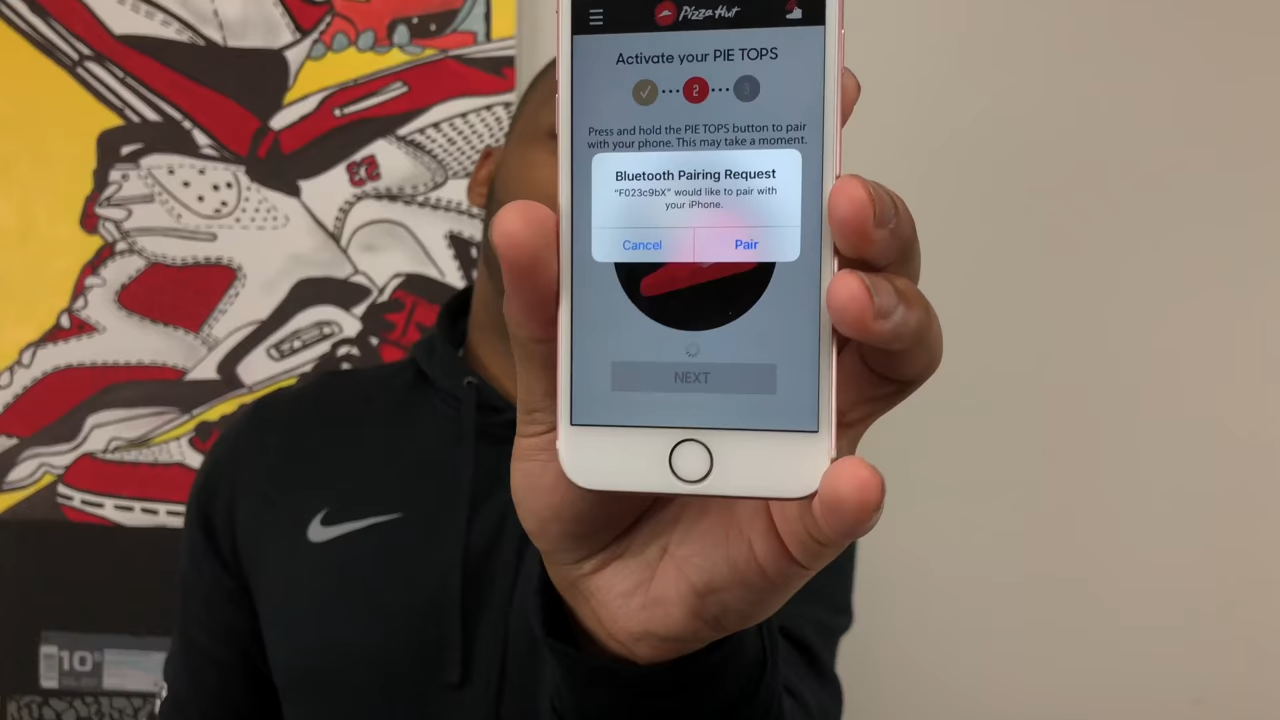 Pizza Hut
Activate your PIE TOPS
2
3
Press and hold the PIE TOPS button to pair
with your phone. This may take a moment.
Bluetooth Pairing Request
"F023c9bX" would like to pair with
your iPhone.
Cancel
Pair
NEXT
23
10